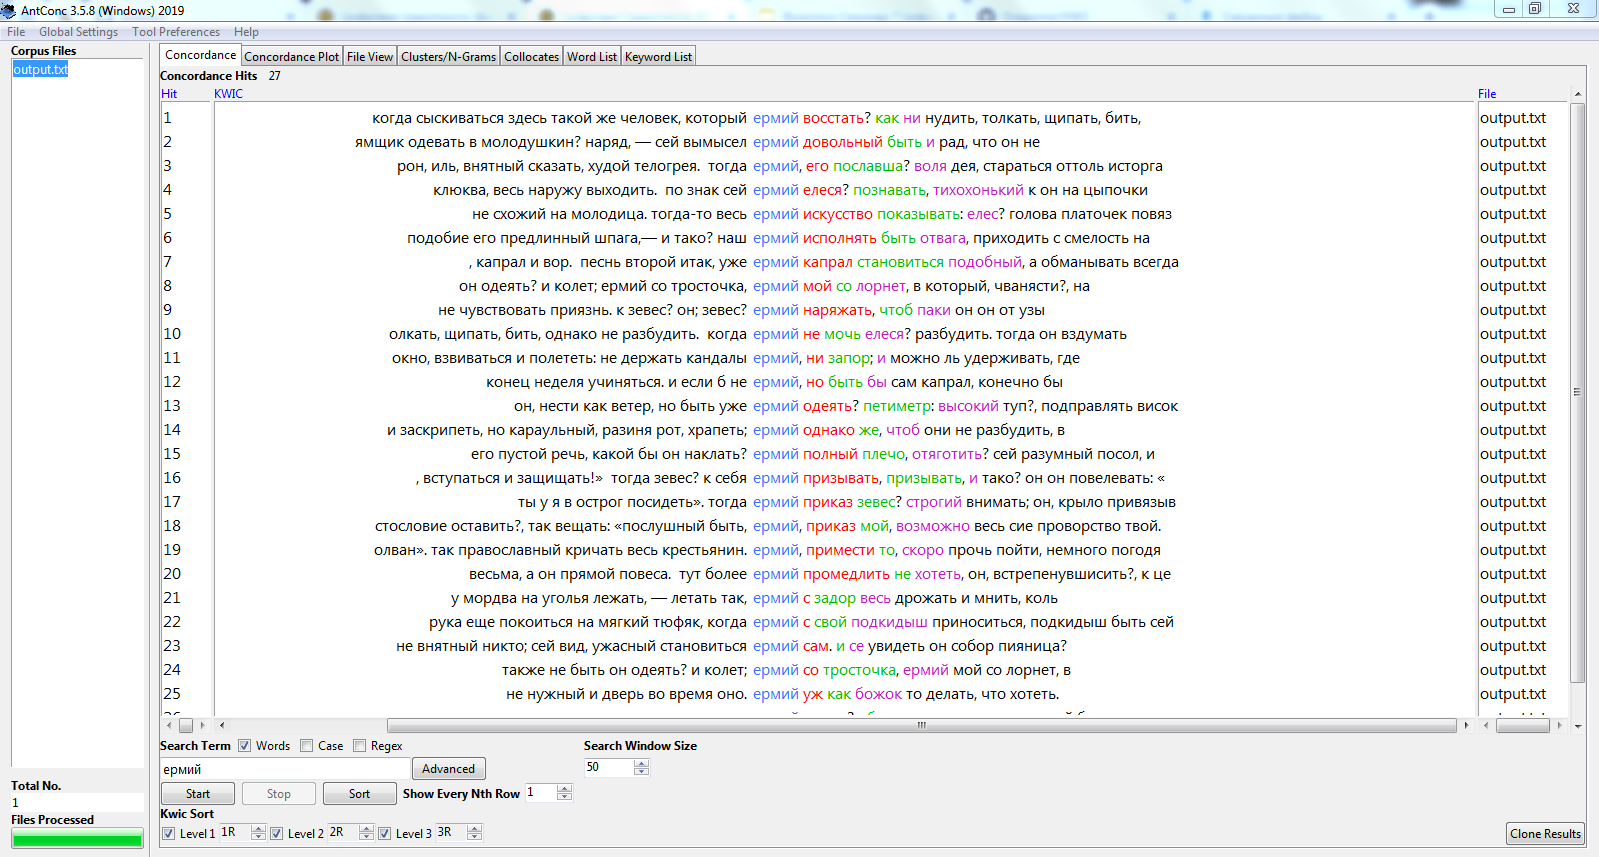 AntConc 3.5.8 (Windows) 2019
File Global Settings Tool Preferences Help
Corpus Files
output.txt
Concordance Concordance Plot File View Clusters/N-Grams Collocates Word List Keyword List
Concordance Hits 27
Hit KWIC File
1 когда сыскиваться здесь такой же человек, который ермий восстать? как ни нудить, толкать, щипать, бить, output.txt
2 ямщик одевать в молодушкин? наряд, — сей вымысел ермий довольный быть и рад, что он не output.txt
3 рон, иль, внятный сказать, худой телогрея. тогда ермий, его пославша? воля дея, стараться оттоль исторга output.txt
4 клюква, весь наружу выходить. по знак сей ермий елеся? познавать, тихохонький к он на цыпочки output.txt
5 не схожий на молодица. тогда-то весь ермий искусство показывать: елес? голова платочек повяз output.txt
6 подобие его предлинный шпага,— и тако? наш ермий исполнять быть отвага, приходить с смелость на output.txt
7 , капрал и вор. песнь второй итак, уже ермий капрал становиться подобный, а обманывать всегда output.txt
8 он одеять? и колет; ермий со тросточка, ермий мой со лорнет, в который, чванясти?, на output.txt
9 не чувствовать приязнь. к зевес? он; зевес? ермий наряжать, чтоб паки он он от узы output.txt
10 олкать, щипать, бить, однако не разбудить. когда ермий не мочь елеся? разбудить. тогда он вздумать output.txt
11 окно, взвиваться и полететь: не держать кандалы ермий, ни запор; и можно ль удерживать, где output.txt
12 конец неделя учиняться. и если б не ермий, но быть бы сам капрал, конечно бы output.txt
13 он, нести как ветер, но быть уже ермий одеять? петиметр: высокий туп?, подправлять висок output.txt
14 и заскрипеть, но караульный, разиня рот, храпеть; ермий однако же, чтоб они не разбудить, в output.txt
15 его пустой речь, какой бы он наклать? ермий полный плечо, отяготить? сей разумный посол, и output.txt
16 , вступаться и защищать!» тогда зевес? к себя ермий призывать, призывать, и тако? он он повелевать: « output.txt
17 ты у я в острог посидеть». тогда ермий приказ зевес? строгий внимать; он, крыло привязыв output.txt
18 стословие оставить?, так вещать: «послушный быть, ермий, приказ мой, возможно весь сие проворство твой. output.txt
19 олван». так православный кричать весь крестьянин. ермий, примести то, скоро прочь пойти, немного погодя output.txt
20 весьма, а он прямой повеса. тут более ермий промедлить не хотеть, он, встрепенувшисить?, к це output.txt
21 у мордва на уголья лежать, — летать так, ермий с задор весь дрожать и мнить, коль output.txt
22 рука еще покоиться на мягкий тюфяк, когда ермий с свой подкидыш приноситься, подкидыш быть сей output.txt
23 не внятный никто; сей вид, ужасный становиться ермий сам. и се увидеть он собор пияница? output.txt
24 также не быть он одеять? и колет; ермий со тросточка, ермий мой со лорнет, в output.txt
25 не нужный и дверь во время оно. ермий уж как божок то делать, что хотеть. output.txt
Search Term Words Case Regex Search Window Size
ермий Advanced 50
Start Stop Sort Show Every Nth Row 1
Kwic Sort
Level 1 1R Level 2 2R Level 3 3R
Clone Results
Total No.
1
Files Processed